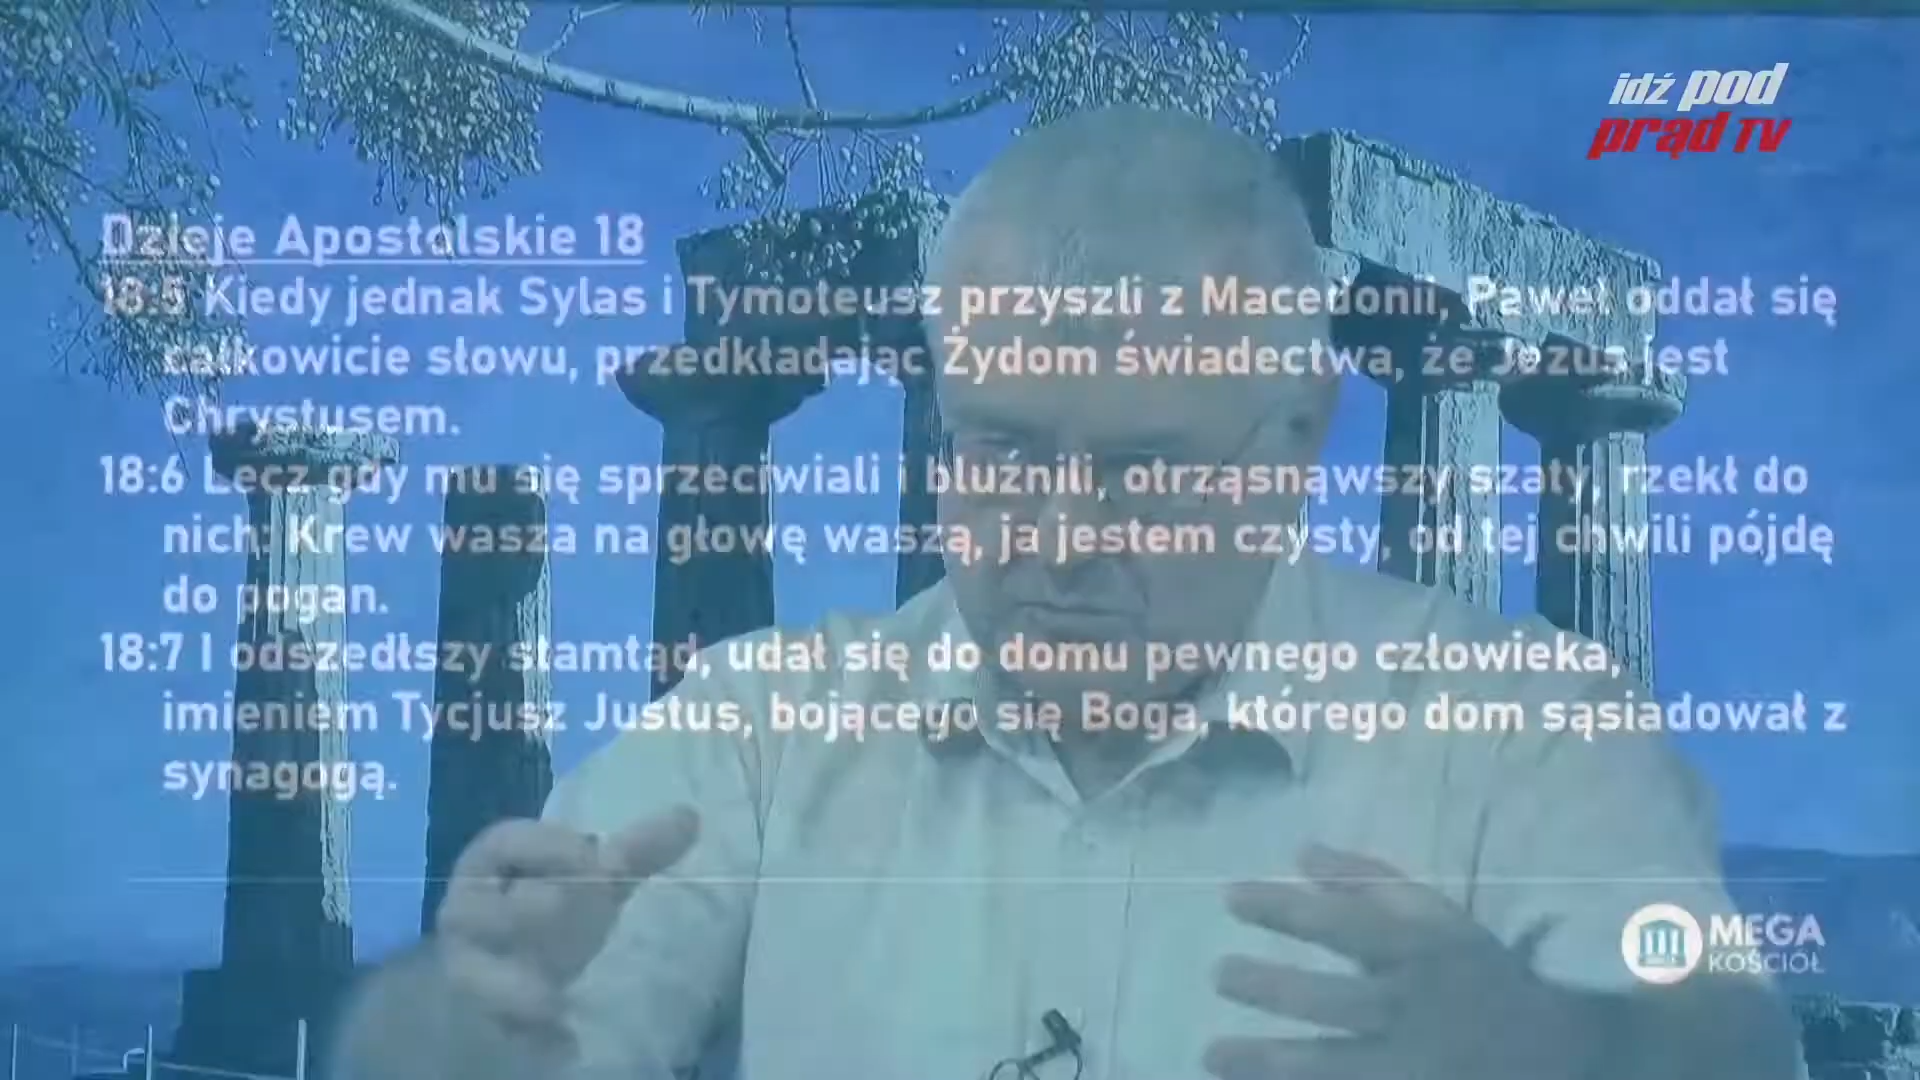 idź pod
prąd TV
Dzieje Apostolskie 18
18:5 Kiedy jednak Sylas i Tymoteusz przyszli z Macedonii, Paweł oddał się
całkowicie słowu, przedkładając Żydom świadectwa, że Jezus jest
Chrystusem.
18:6 Lecz gdy mu się sprzeciwiali i bluźnili, otrząsnąwszy szaty, rzekł do
nich: Krew wasza na głowę waszą, ja jestem czysty, od tej chwili pójdę
do pogan.
18:7 I odszedłszy stamtąd, udał się do domu pewnego człowieka,
imieniem Tycjusz Justus, bojącego się Boga, którego dom sąsiadował z
synagogą.
MEGA
KOŚCIÓŁ